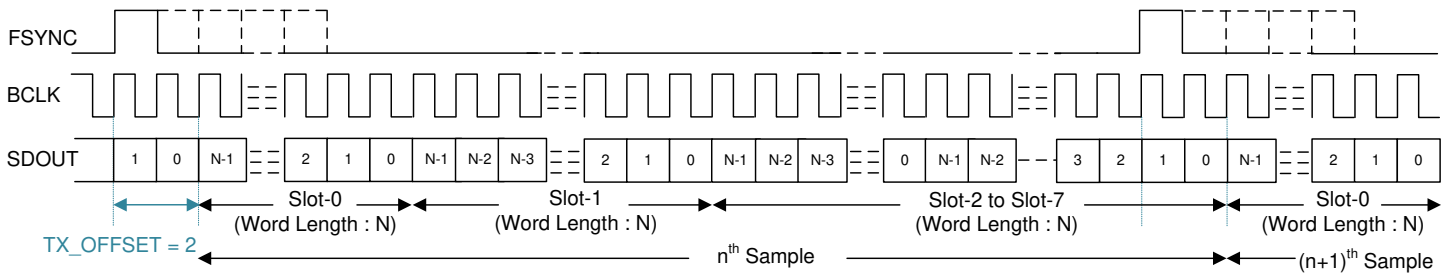 FSYNC
BCLK
SDOUT 1 0 N-1 2 1 0 N-1 N-2 N-3 2 1 0 N-1 N-2 N-3 0 N-1 N-2 3 2 1 0 N-1 2 1 0
Slot-0 Slot-1 Slot-2 to Slot-7 Slot-0
(Word Length : N) (Word Length : N) (Word Length : N) (Word Length : N)
TX_OFFSET = 2 nth Sample (n+1)th Sample